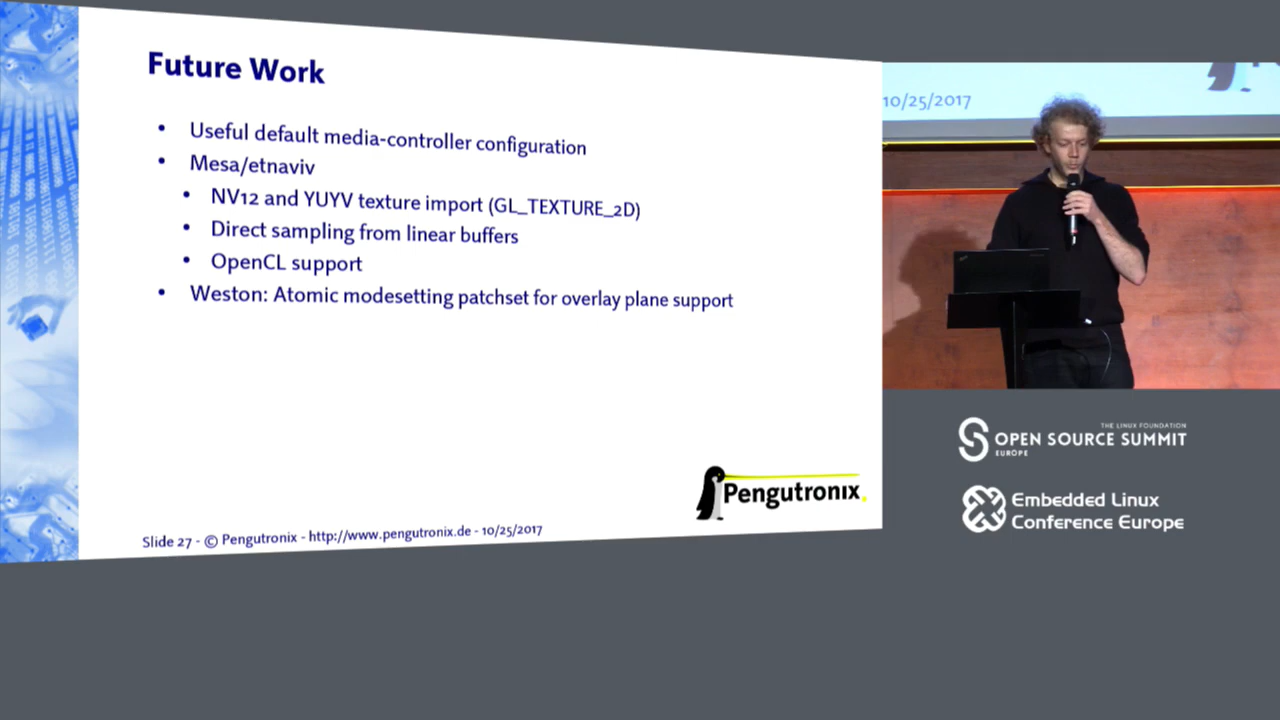 Future Work
• Useful default media-controller configuration
• Mesa/etnaviv
• NV12 and YUYV texture import (GL_TEXTURE_2D)
• Direct sampling from linear buffers
• OpenCL support
• Weston: Atomic modesetting patchset for overlay plane support
Pengutronix
Slide 27 - © Pengutronix - http://www.pengutronix.de - 10/25/2017
10/25/2017
THE LINUX FOUNDATION
OPEN SOURCE SUMMIT
EUROPE
Embedded Linux
Conference Europe